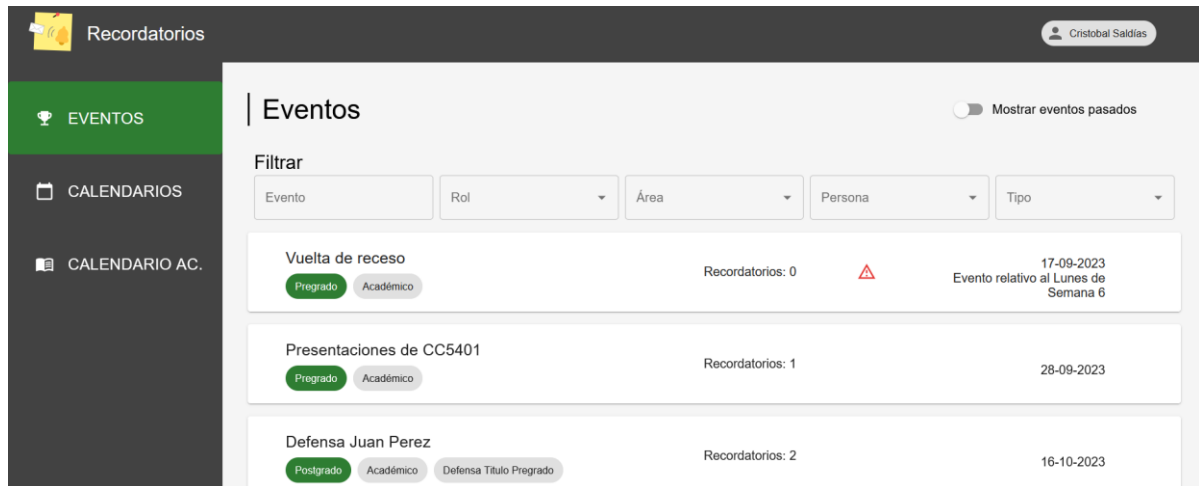 Recordatorios
Cristobal Saldías
EVENTOS
CALENDARIOS
CALENDARIO AC.
Eventos
Mostrar eventos pasados
Filtrar
Evento
Rol
Área
Persona
Tipo
Vuelta de receso
Pregrado
Académico
Recordatorios: 0
17-09-2023
Evento relativo al Lunes de
Semana 6
Presentaciones de CC5401
Pregrado
Académico
Recordatorios: 1
28-09-2023
Defensa Juan Perez
Postgrado
Académico
Defensa Titulo Pregrado
Recordatorios: 2
16-10-2023